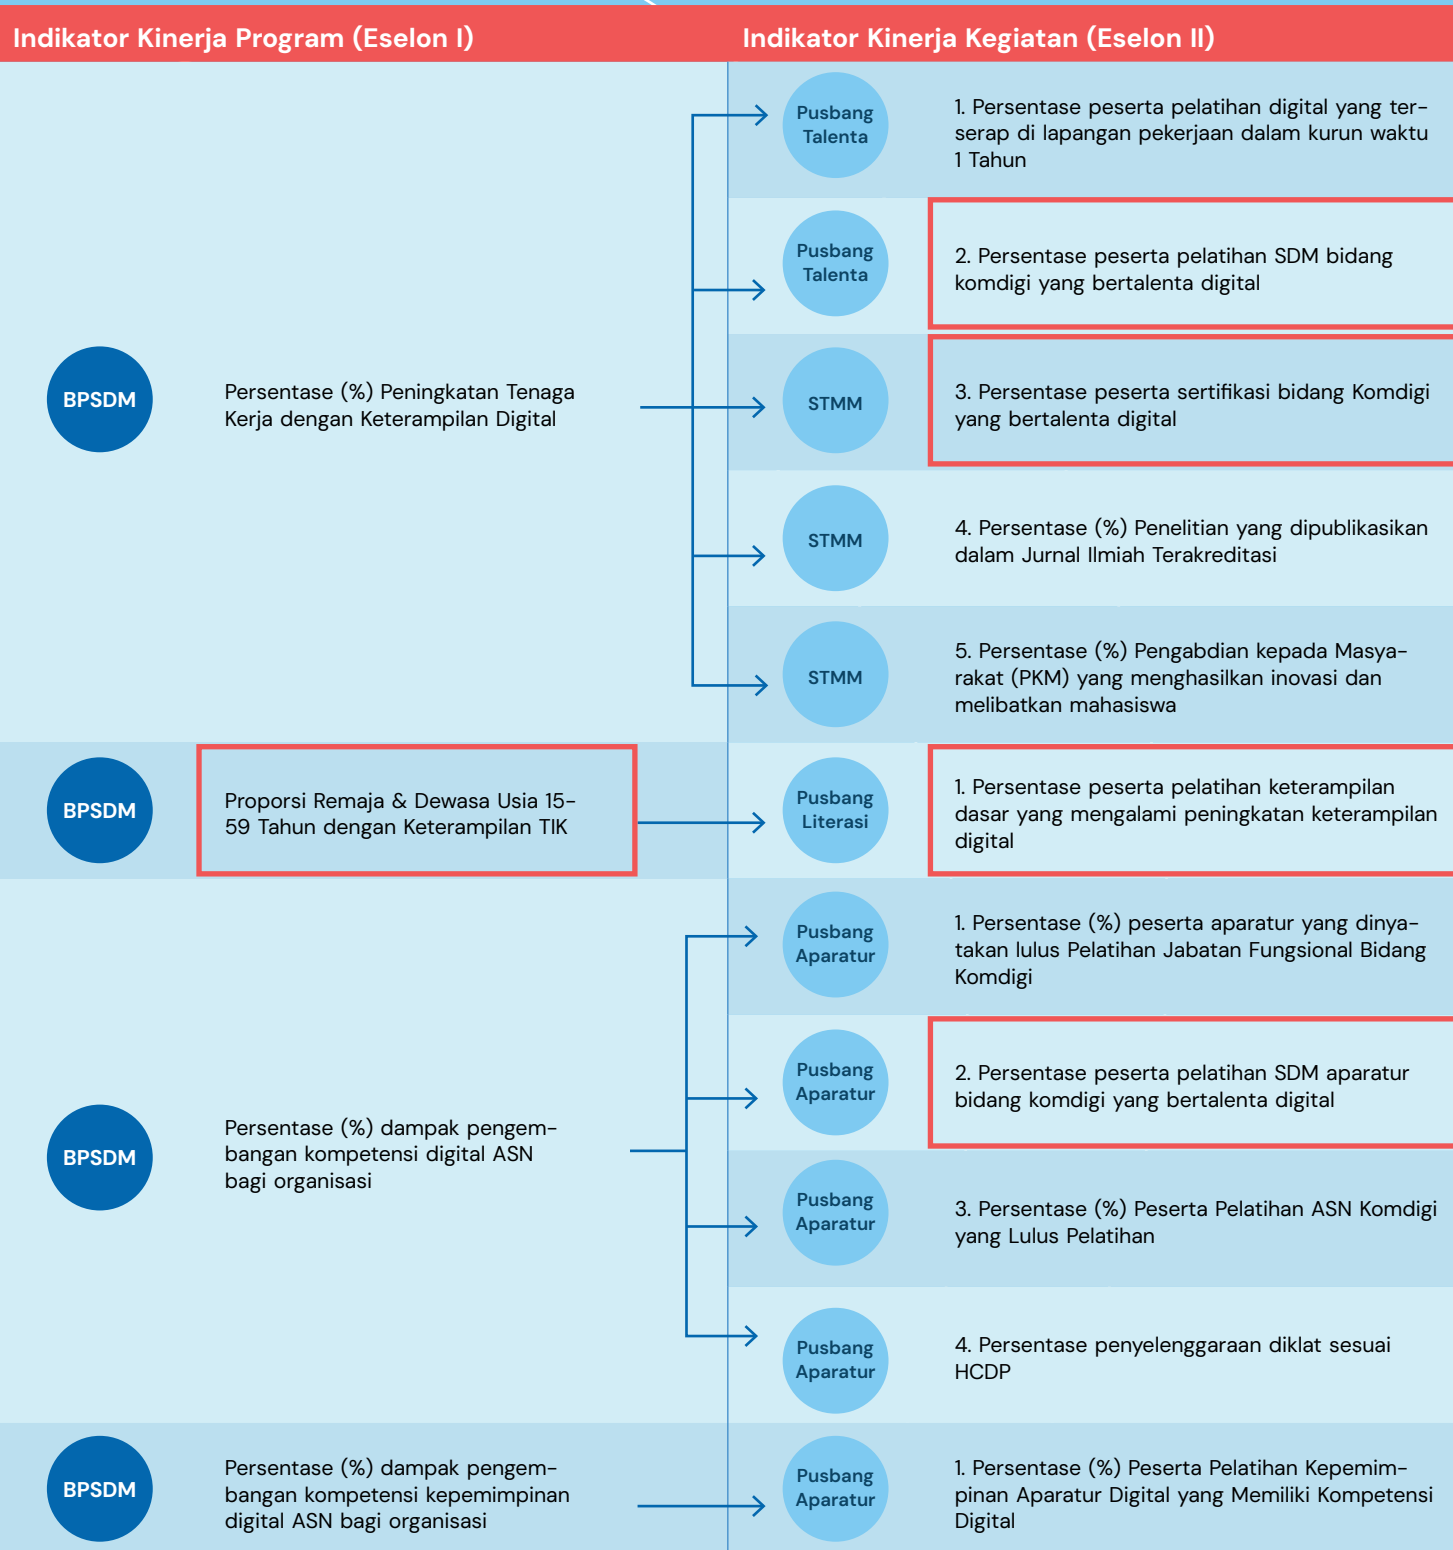 Indikator Kinerja Program (Eselon I)
Indikator Kinerja Kegiatan (Eselon II)
BPSDM
Persentase (%) Peningkatan Tenaga
Kerja dengan Keterampilan Digital
Pusbang
Talenta
1. Persentase peserta pelatihan digital yang ter-
serap di lapangan pekerjaan dalam kurun waktu
1 Tahun
Pusbang
Talenta
2. Persentase peserta pelatihan SDM bidang
komdigi yang bertalenta digital
STMM
3. Persentase peserta sertifikasi bidang Komdigi
yang bertalenta digital
STMM
4. Persentase (%) Penelitian yang dipublikasikan
dalam Jurnal Ilmiah Terakreditasi
STMM
5. Persentase (%) Pengabdian kepada Masya-
rakat (PKM) yang menghasilkan inovasi dan
melibatkan mahasiswa
BPSDM
Proporsi Remaja & Dewasa Usia 15-
59 Tahun dengan Keterampilan TIK
Pusbang
Literasi
1. Persentase peserta pelatihan keterampilan
dasar yang mengalami peningkatan keterampilan
digital
BPSDM
Persentase (%) dampak pengem-
bangan kompetensi digital ASN
bagi organisasi
Pusbang
Aparatur
1. Persentase (%) peserta aparatur yang dinya-
takan lulus Pelatihan Jabatan Fungsional Bidang
Komdigi
Pusbang
Aparatur
2. Persentase peserta pelatihan SDM aparatur
bidang komdigi yang bertalenta digital
Pusbang
Aparatur
3. Persentase (%) Peserta Pelatihan ASN Komdigi
yang Lulus Pelatihan
Pusbang
Aparatur
4. Persentase penyelenggaraan diklat sesuai
HCDP
BPSDM
Persentase (%) dampak pengem-
bangan kompetensi kepemimpinan
digital ASN bagi organisasi
Pusbang
Aparatur
1. Persentase (%) Peserta Pelatihan Kepemim-
pinan Aparatur Digital yang Memiliki Kompetensi
Digital